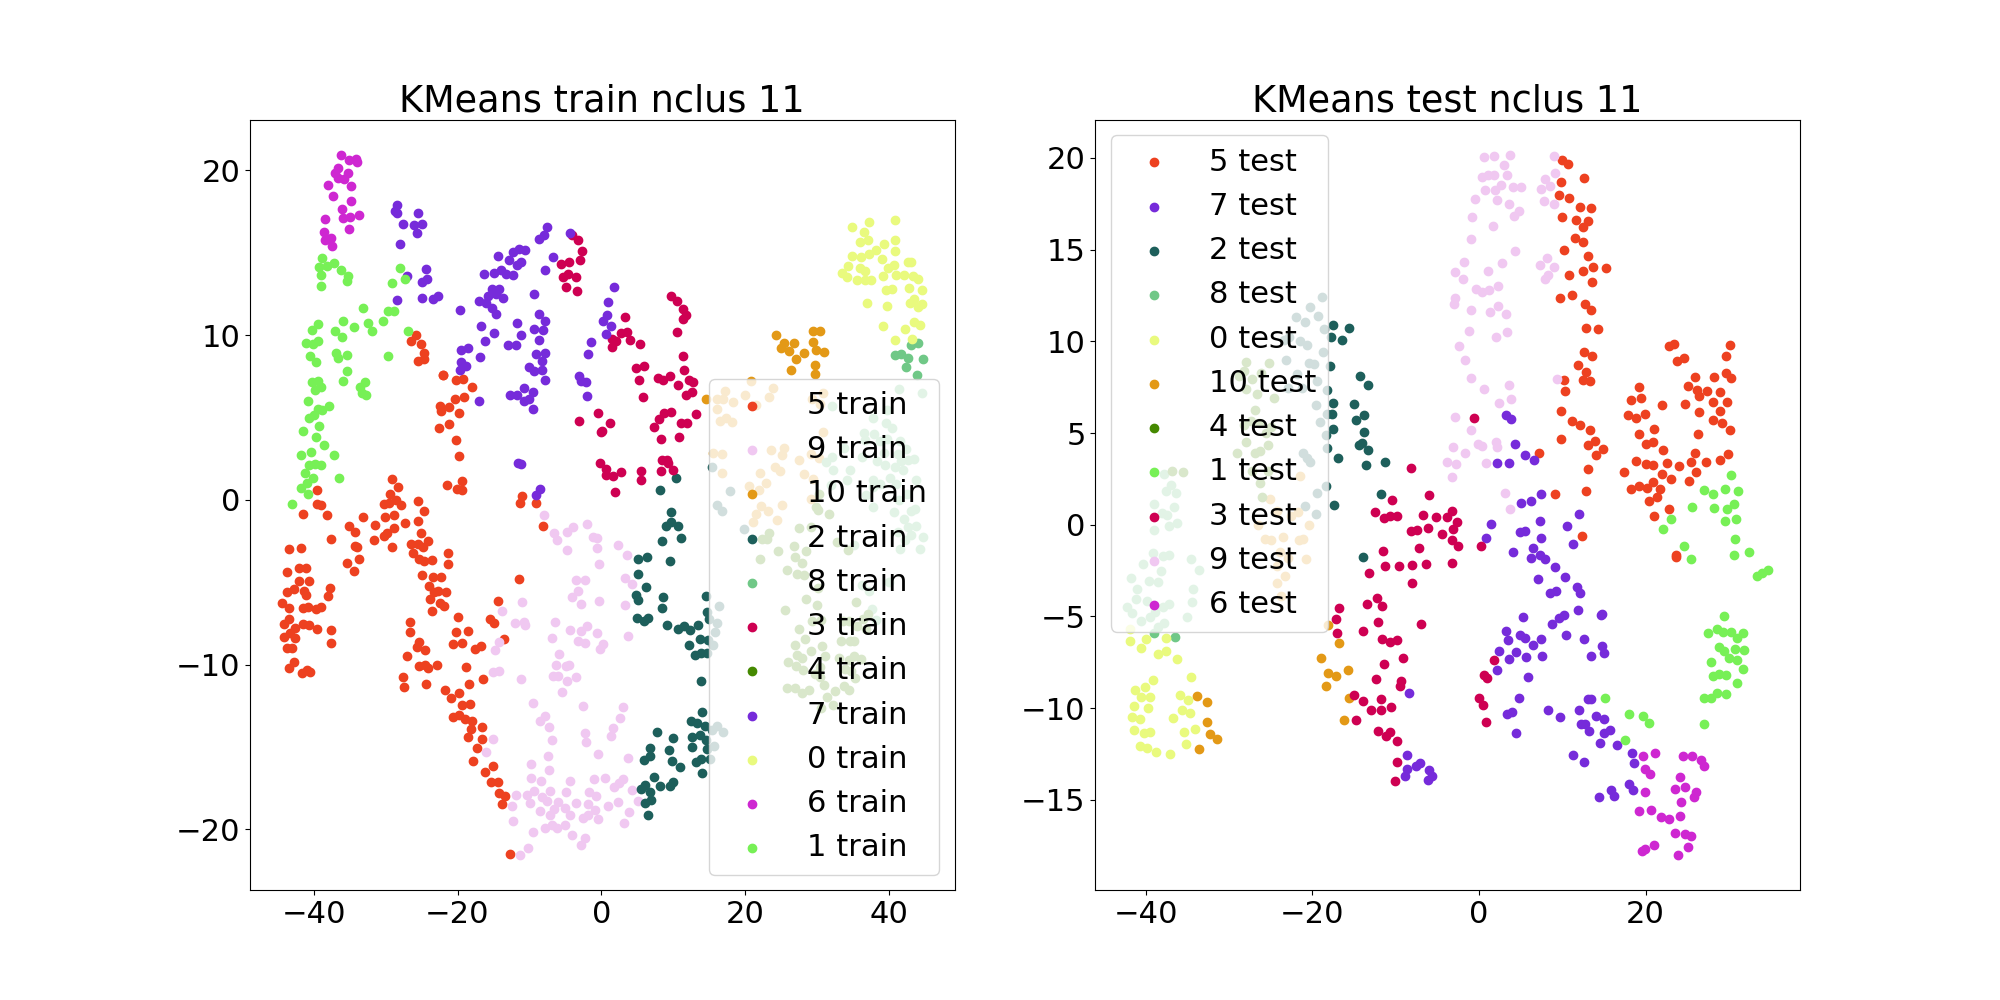 KMeans train nclus 11
20
10
0
−10
−20
−40
−20
0
20
40
5 train
9 train
10 train
2 train
8 train
3 train
4 train
7 train
0 train
6 train
1 train
KMeans test nclus 11
20
15
10
5
0
−5
−10
−15
−40
−20
0
20
5 test
7 test
2 test
8 test
0 test
10 test
4 test
1 test
3 test
9 test
6 test